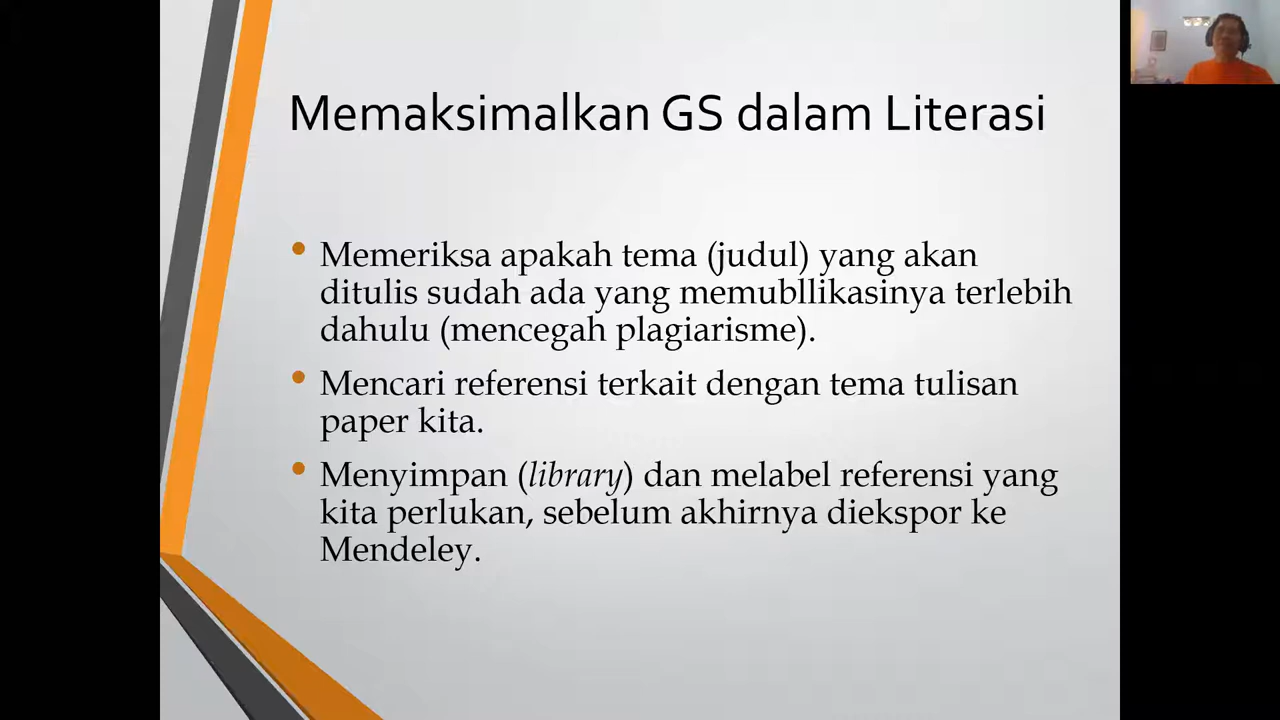 Memaksimalkan GS dalam Literasi
• Memeriksa apakah tema (judul) yang akan
ditulis sudah ada yang memubllikasinya terlebih
dahulu (mencegah plagiarisme).
• Mencari referensi terkait dengan tema tulisan
paper kita.
• Menyimpan (library) dan melabel referensi yang
kita perlukan, sebelum akhirnya diekspor ke
Mendeley.